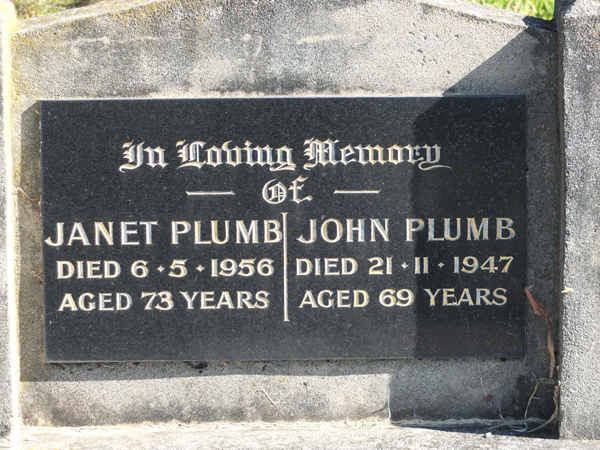 In Loving Memory
Of
JANET PLUMB
DIED 6·5·1956
AGED 73 YEARS
JOHN PLUMB
DIED 21·11·1947
AGED 69 YEARS